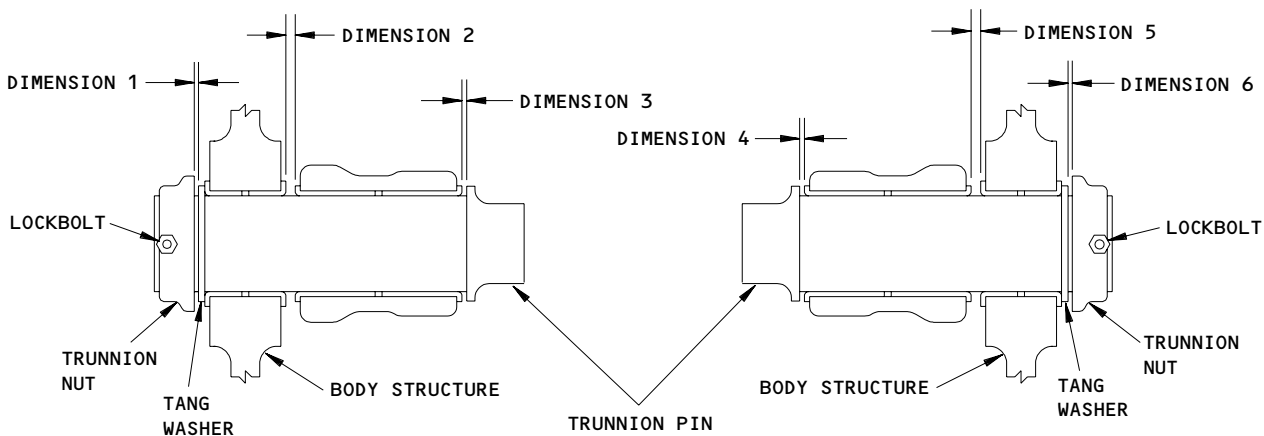 DIMENSION 1
DIMENSION 2
DIMENSION 3
DIMENSION 4
DIMENSION 5
DIMENSION 6
LOCKBOLT
LOCKBOLT
TRUNNION
NUT
TANG
WASHER
BODY STRUCTURE
TRUNNION PIN
BODY STRUCTURE
TANG
WASHER
TRUNNION
NUT